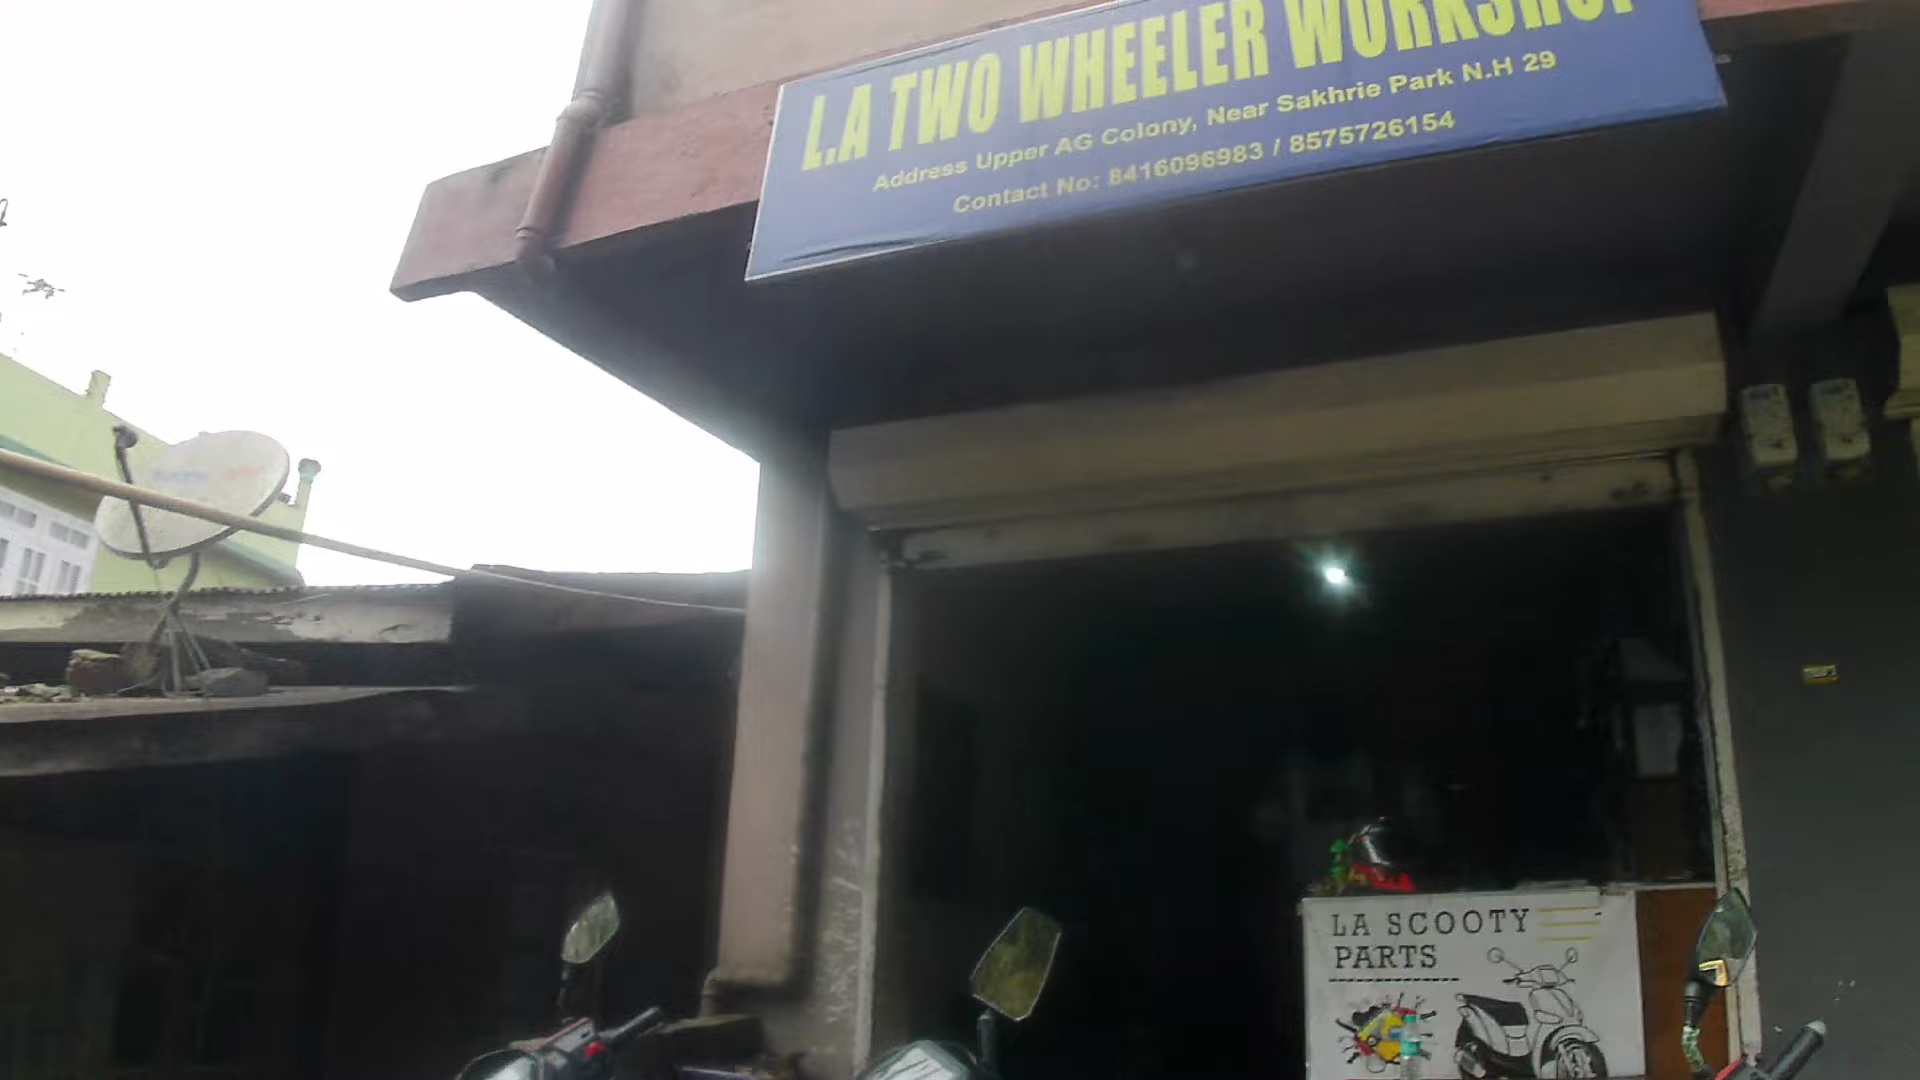 L.A TWO WHEELER WORKSHOP
Address Upper AG Colony, Near Sakhrie Park N.H 29
Contact No: 8416096983 / 8575726154
LA SCOOTY
PARTS